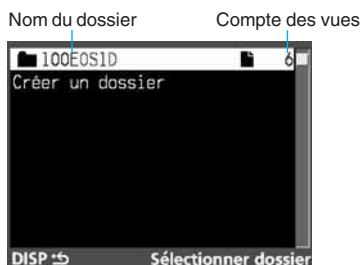 Nom du dossier Compte des vues
100EOS1D 6
Créer un dossier
DISP : Sélectionner dossier